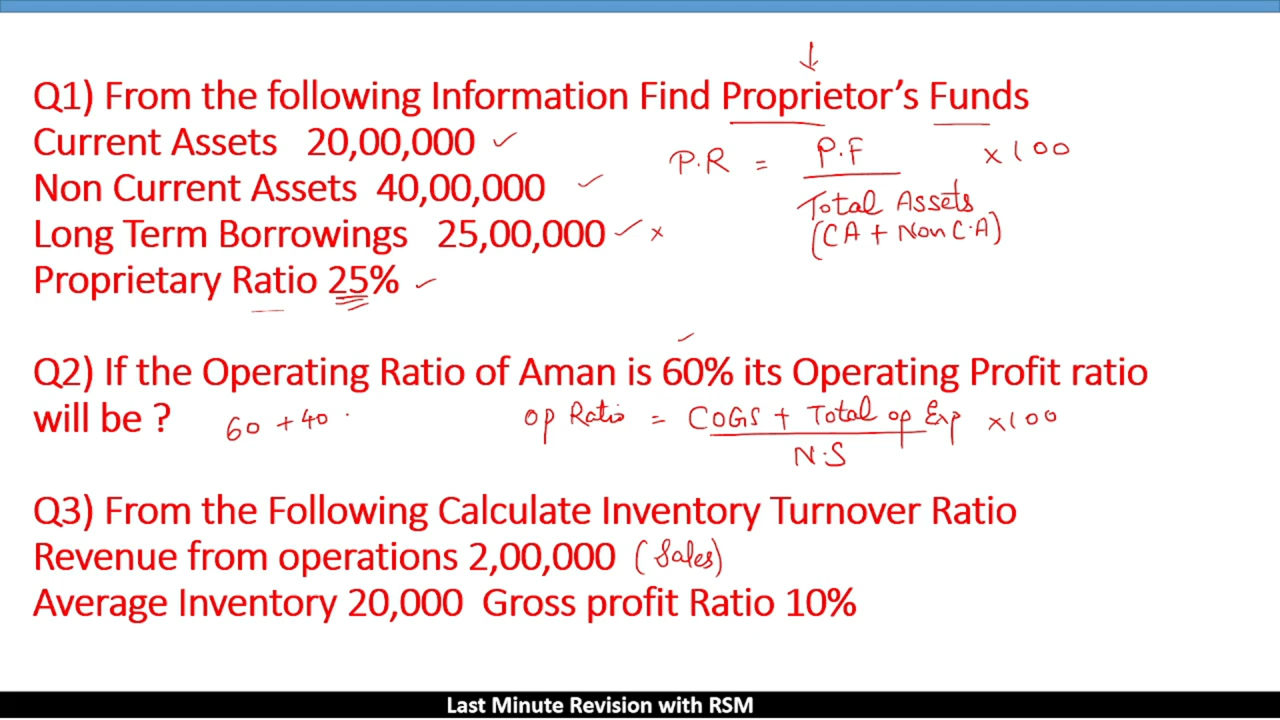 Q1) From the following Information Find Proprietor's Funds
Current Assets 20,00,000
Non Current Assets 40,00,000
Long Term Borrowings 25,00,000 ×
Proprietary Ratio 25%
P.R = P.F × 100
Total Assets
(CA + Non C.A)
Q2) If the Operating Ratio of Aman is 60% its Operating Profit ratio
will be ?
60 + 40
op Ratio = COGS + Total op Exp × 100
N.S
Q3) From the Following Calculate Inventory Turnover Ratio
Revenue from operations 2,00,000 (Sales)
Average Inventory 20,000 Gross profit Ratio 10%
Last Minute Revision with RSM